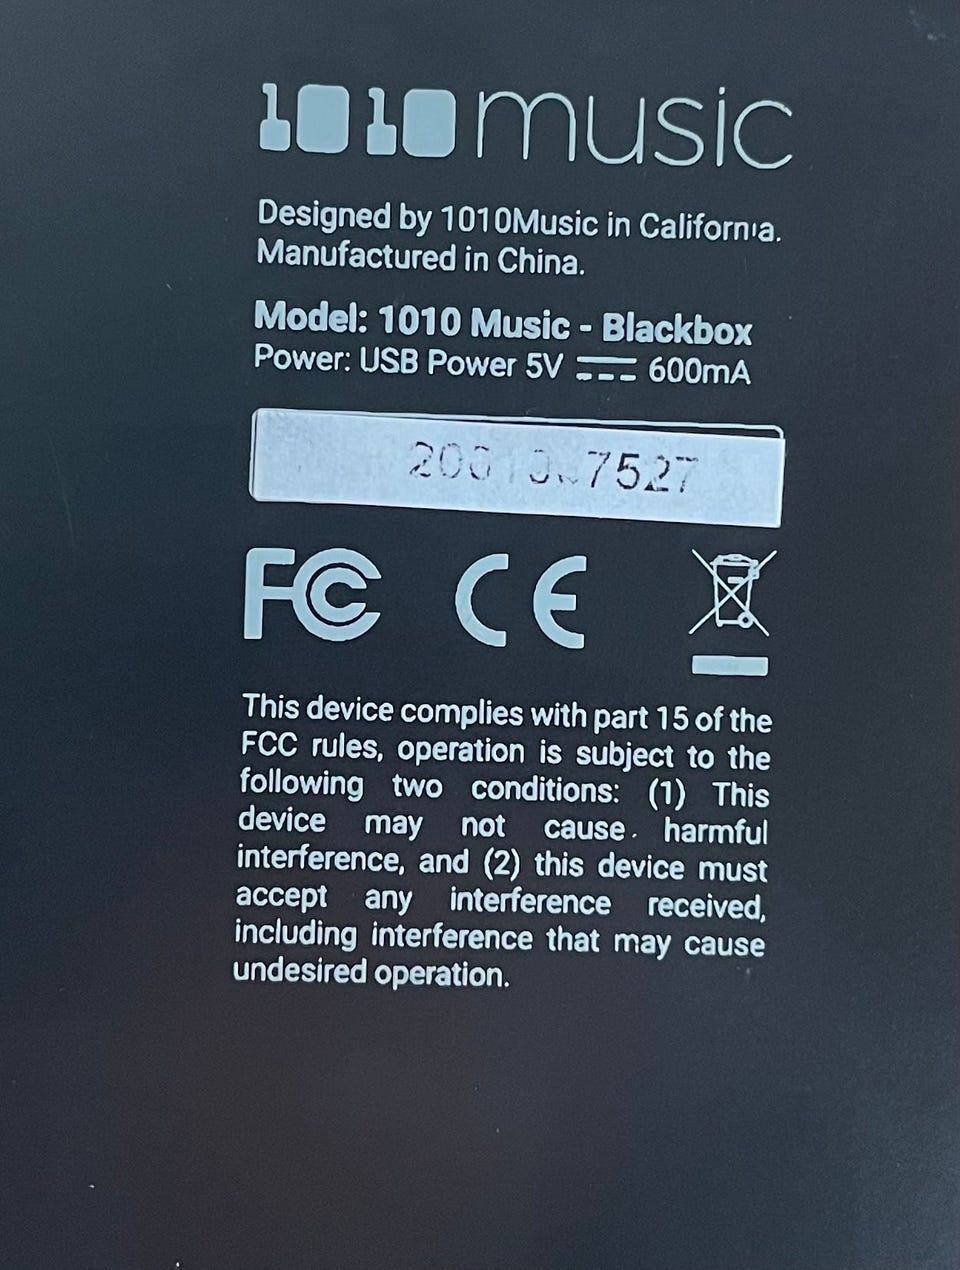 1010music
Designed by 1010Music in California.
Manufactured in China.
Model: 1010 Music - Blackbox
Power: USB Power 5V ⎓ 600mA
FC CE
This device complies with part 15 of the
FCC rules, operation is subject to the
following two conditions: (1) This
device may not cause harmful
interference, and (2) this device must
accept any interference received,
including interference that may cause
undesired operation.